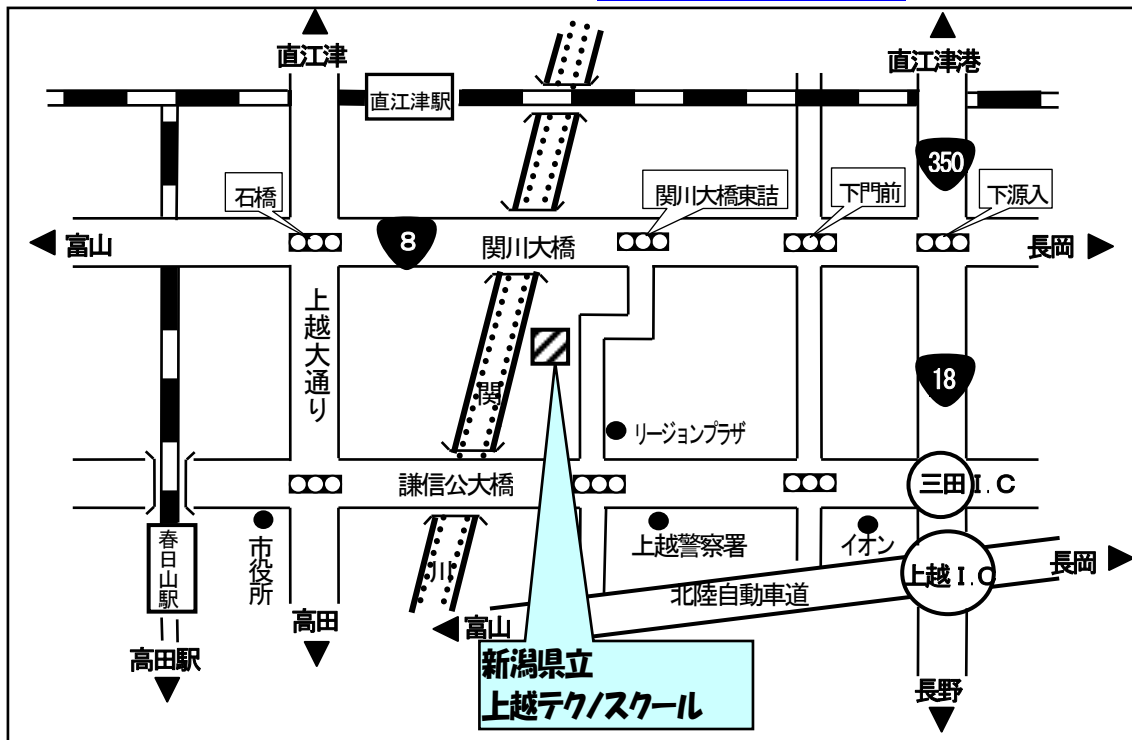 直江津
直江津港
直江津駅
350
石橋
関川大橋東詰
下門前
下源入
富山
8
関川大橋
長岡
上越大通り
18
関
リージョンプラザ
謙信公大橋
三田I.C
春日山駅
市役所
川
上越警察署
イオン
上越I.C
長岡
北陸自動車道
高田
富山
高田駅
新潟県立
上越テクノスクール
長野